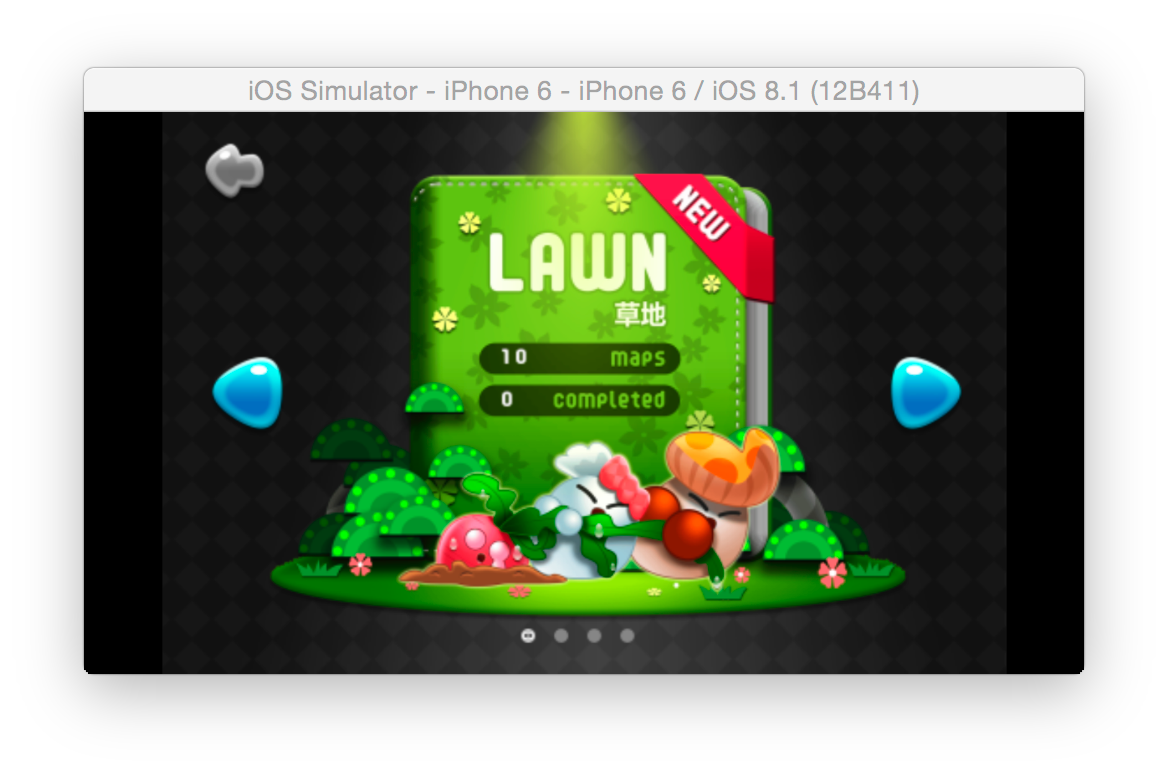 iOS Simulator - iPhone 6 - iPhone 6 / iOS 8.1 (12B411)
NEW
LAWN
草地
10 maps
0 completed